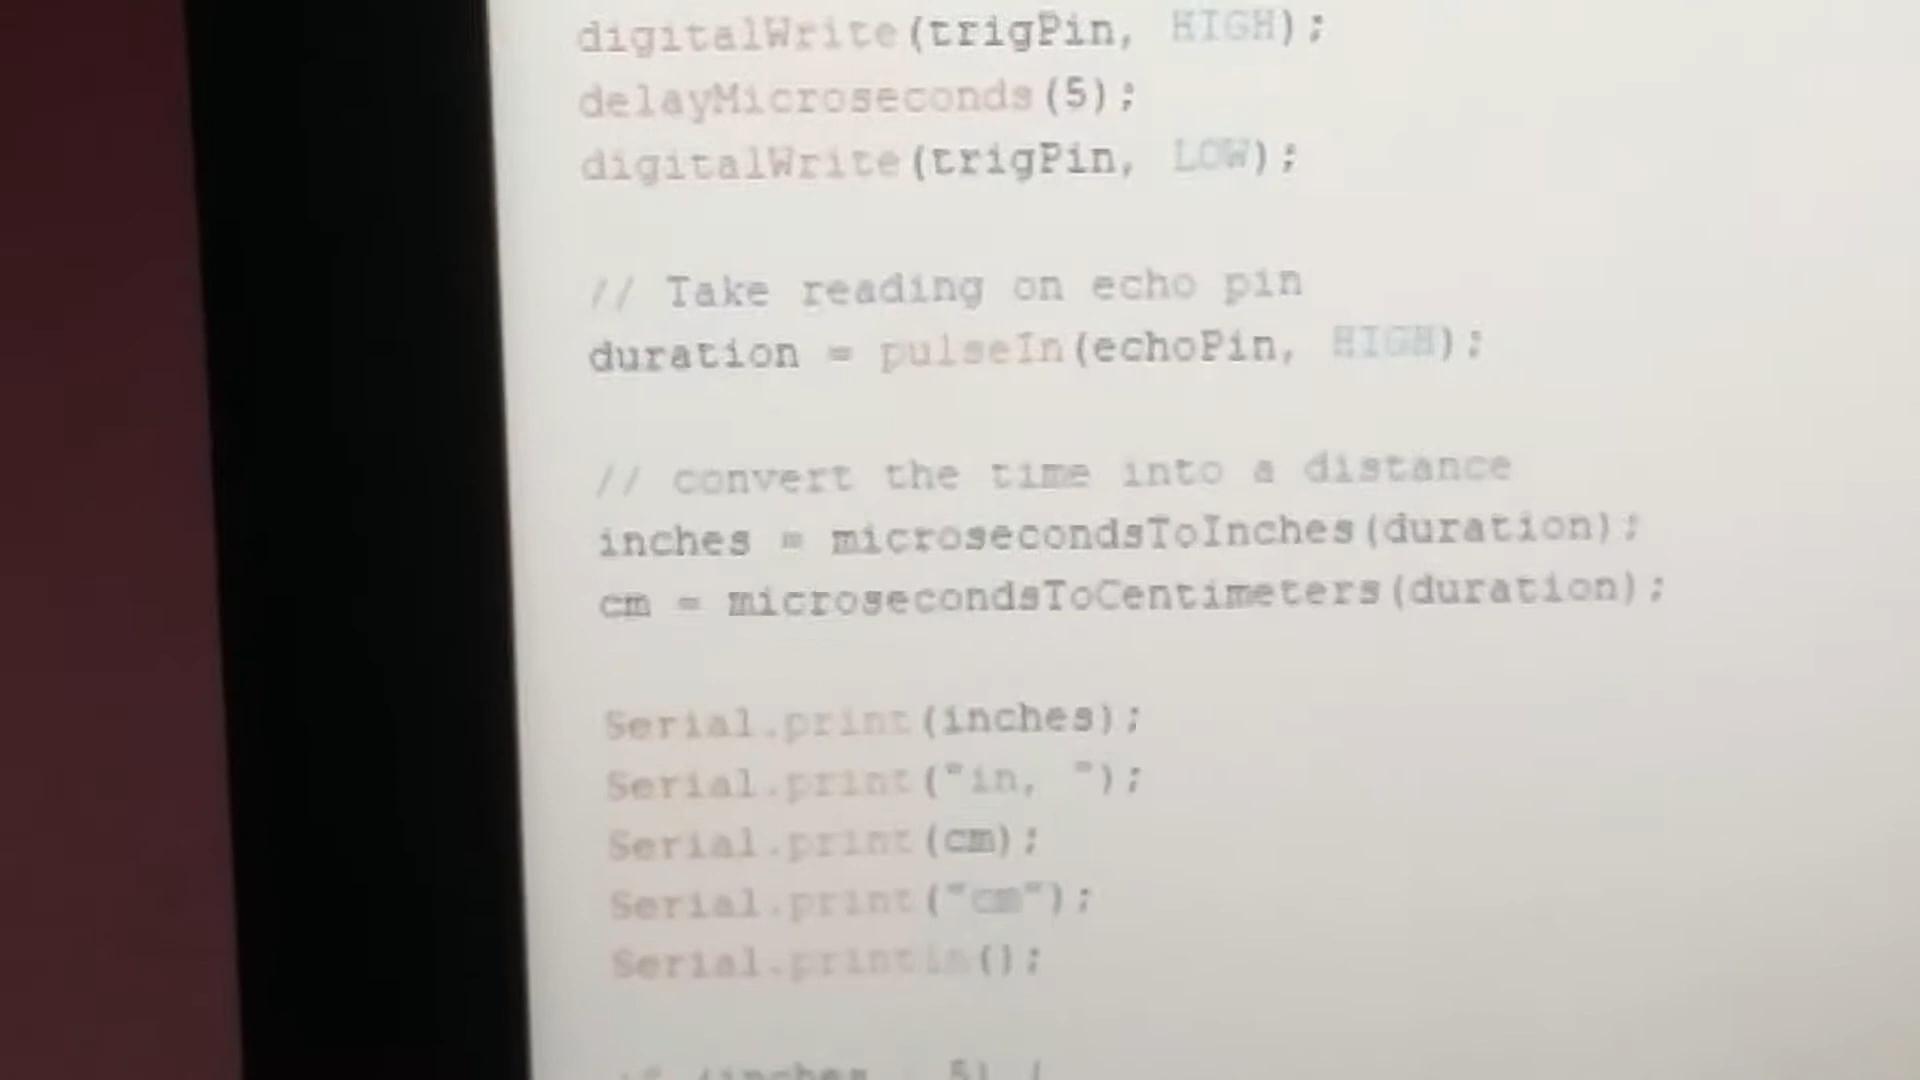 digitalWrite(trigPin, HIGH);
delayMicroseconds(5);
digitalWrite(trigPin, LOW);
// Take reading on echo pin
duration = pulseIn(echoPin, HIGH);
// convert the time into a distance
inches = microsecondsToInches(duration);
cm = microsecondsToCentimeters(duration);
Serial.print(inches);
Serial.print("in, ");
Serial.print(cm);
Serial.print("cm");
Serial.println();